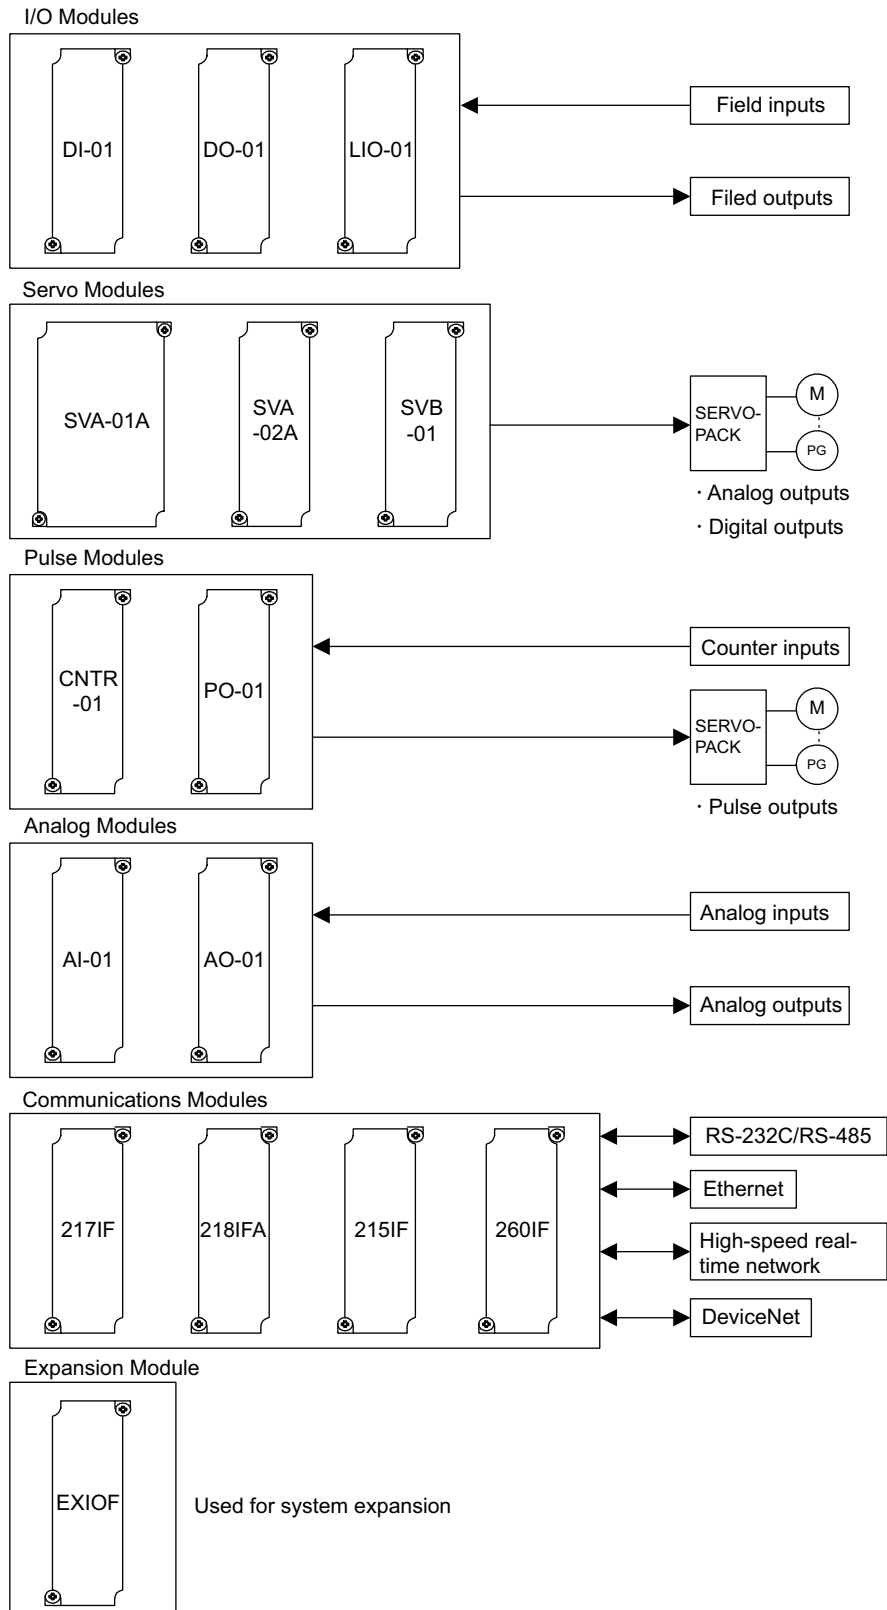 I/O Modules
DI-01
DO-01
LIO-01
Field inputs
Filed outputs
Servo Modules
SVA-01A
SVA
-02A
SVB
-01
SERVO-
PACK
M
PG
· Analog outputs
· Digital outputs
Pulse Modules
CNTR
-01
PO-01
Counter inputs
SERVO-
PACK
M
PG
· Pulse outputs
Analog Modules
AI-01
AO-01
Analog inputs
Analog outputs
Communications Modules
217IF
218IFA
215IF
260IF
RS-232C/RS-485
Ethernet
High-speed real-
time network
DeviceNet
Expansion Module
EXIOF
Used for system expansion